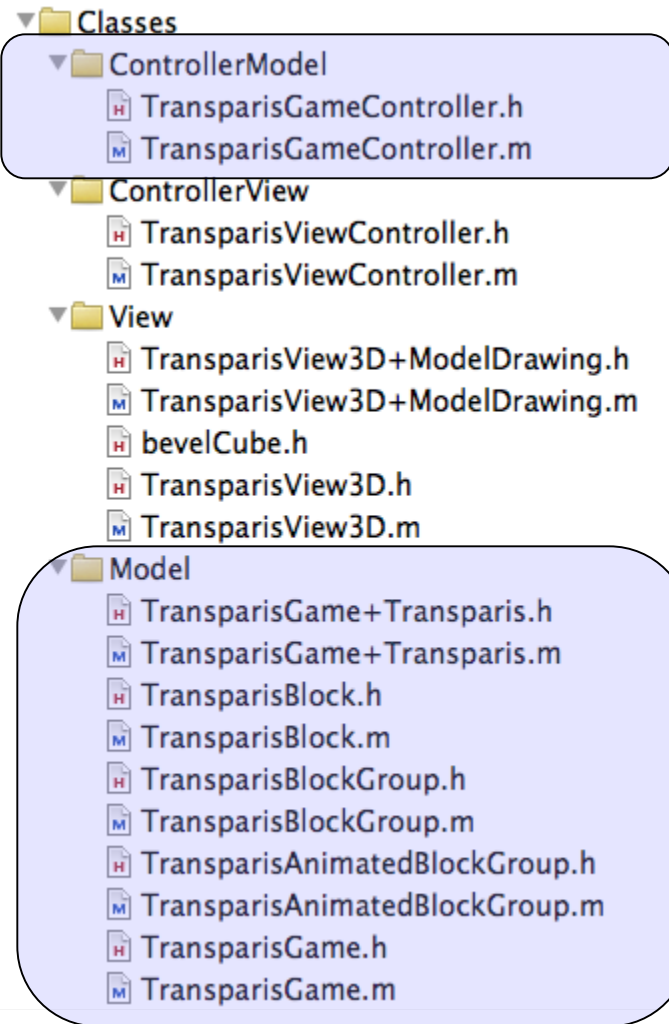 Classes
ControllerModel
H TransparisGameController.h
M TransparisGameController.m
ControllerView
H TransparisViewController.h
M TransparisViewController.m
View
H TransparisView3D+ModelDrawing.h
M TransparisView3D+ModelDrawing.m
H bevelCube.h
H TransparisView3D.h
M TransparisView3D.m
Model
H TransparisGame+Transparis.h
M TransparisGame+Transparis.m
H TransparisBlock.h
M TransparisBlock.m
H TransparisBlockGroup.h
M TransparisBlockGroup.m
H TransparisAnimatedBlockGroup.h
M TransparisAnimatedBlockGroup.m
H TransparisGame.h
M TransparisGame.m